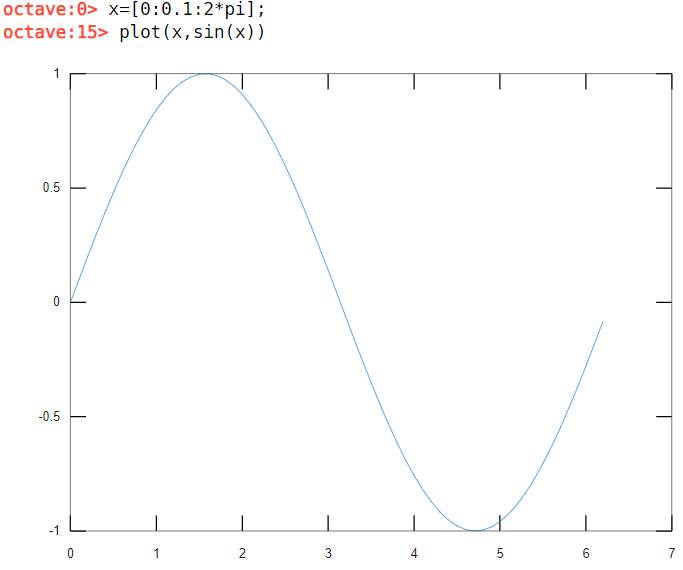 octave:0> x=[0:0.1:2*pi];
octave:15> plot(x,sin(x))
1
0.5
0
-0.5
-1
0 1 2 3 4 5 6 7